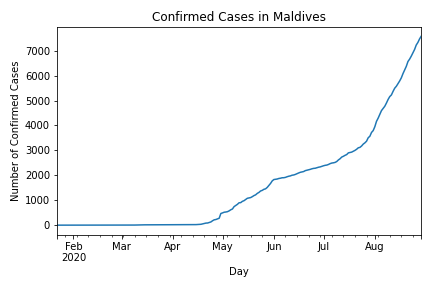 Confirmed Cases in Maldives
Number of Confirmed Cases
7000
6000
5000
4000
3000
2000
1000
0
Feb Mar Apr May Jun Jul Aug
2020
Day